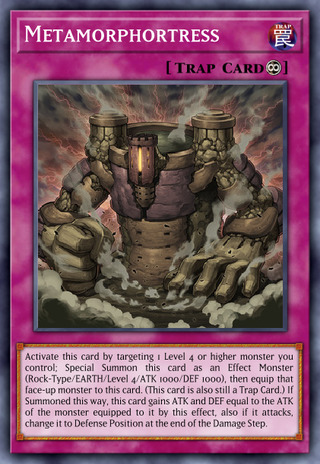 METAMORPHORTRESS
TRAP
罠
[TRAP CARD]
Activate this card by targeting 1 Level 4 or higher monster you
control; Special Summon this card as an Effect Monster
(Rock-Type/EARTH/Level 4/ATK 1000/DEF 1000), then equip that
face-up monster to this card. (This card is also still a Trap Card.) If
Summoned this way, this card gains ATK and DEF equal to the ATK
of the monster equipped to it by this effect, also if it attacks,
change it to Defense Position at the end of the Damage Step.